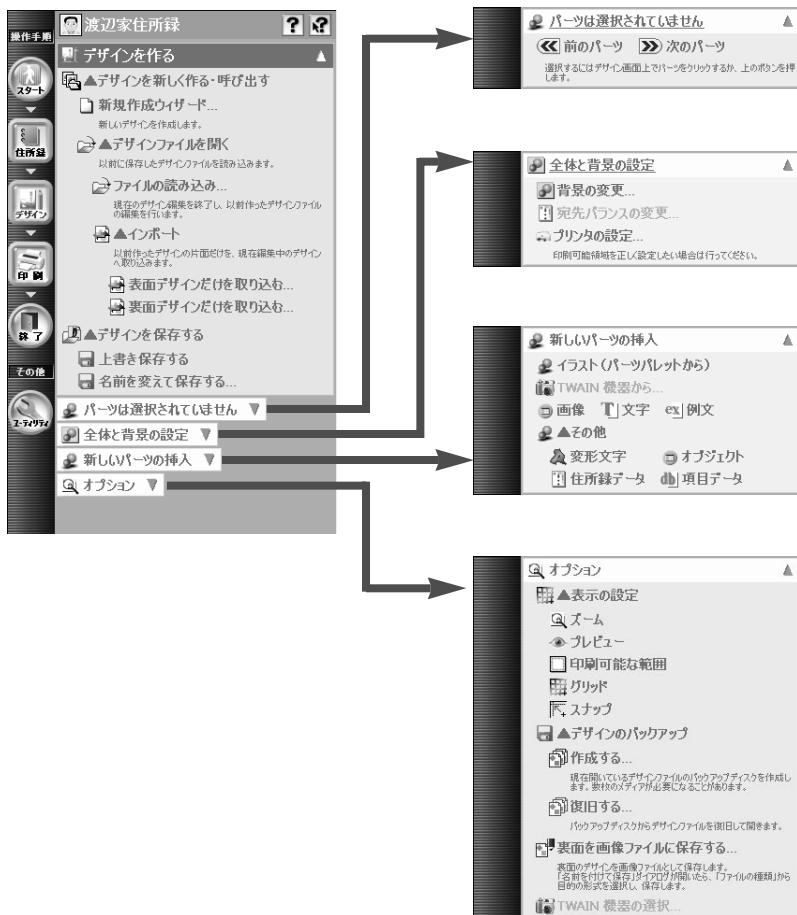 操作手順
スタート
住所録
デザイン
印刷
終了
その他
ユーティリティ
渡辺家住所録
デザインを作る ▲
▲デザインを新しく作る・呼び出す
新規作成ウィザード...
新しいデザインを作成します。
▲デザインファイルを開く
以前に保存したデザインファイルを読み込みます。
ファイルの読み込み...
現在のデザイン編集を終了し、以前作ったデザインファイル
の編集を行います。
▲インポート
以前作ったデザインの片面だけを、現在編集中のデザイン
へ取り込みます。
表面デザインだけを取り込む...
裏面デザインだけを取り込む...
▲デザインを保存する
上書き保存する
名前を変えて保存する...
パーツは選択されていません ▼
全体と背景の設定 ▼
新しいパーツの挿入 ▼
オプション ▼
パーツは選択されていません ▲
前のパーツ 次のパーツ
選択するにはデザイン画面上でパーツをクリックするか、上のボタンを押
します。
全体と背景の設定 ▲
背景の変更...
宛先バランスの変更...
プリンタの設定...
印刷可能領域を正しく設定したい場合は行ってください。
新しいパーツの挿入 ▲
イラスト(パーツパレットから)
TWAIN 機器から...
画像 T 文字 ex 例文
▲その他
変形文字 オブジェクト
住所録データ db 項目データ
オプション ▲
▲表示の設定
ズーム
プレビュー
印刷可能な範囲
グリッド
スナップ
▲デザインのバックアップ
作成する...
現在開いているデザインファイルのバックアップディスクを作成し
ます。数枚のメディアが必要になることがあります。
復旧する...
バックアップディスクからデザインファイルを復旧して開きます。
裏面を画像ファイルに保存する...
裏面のデザインを画像ファイルとして保存します。
「名前を付けて保存」ダイアログが開いたら、「ファイルの種類」から
目的の形式を選択し、保存します。
TWAIN 機器の選択...